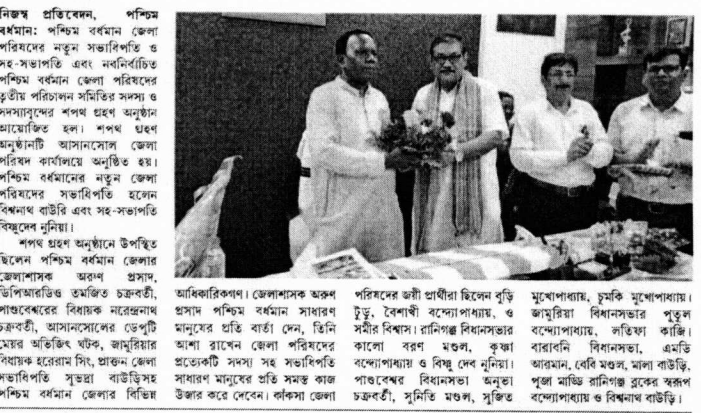 নিজস্ব প্রতিবেদন, পশ্চিম
বর্ধমান: পশ্চিম বর্ধমান জেলা
পরিষদের নতুন সভাধিপতি ও
সহ-সভাপতি এবং নবনির্বাচিত
পশ্চিম বর্ধমান জেলা পরিষদের
তৃতীয় পরিচালন সমিতির সদস্য ও
সদস্যাবৃন্দের শপথ গ্রহণ অনুষ্ঠান
আয়োজিত হল। শপথ গ্রহণ
অনুষ্ঠানটি আসানসোল জেলা
পরিষদ কার্যালয়ে অনুষ্ঠিত হয়।
পশ্চিম বর্ধমানের নতুন জেলা
পরিষদের সভাধিপতি হলেন
বিশ্বনাথ বাউরি এবং সহ-সভাপতি
বিষ্ণুদেব নুনিয়া।
শপথ গ্রহণ অনুষ্ঠানে উপস্থিত
ছিলেন পশ্চিম বর্ধমান জেলার
জেলাশাসক অরুণ প্রসাদ,
ডিপিআরডিও তমজিত চক্রবর্তী,
পাণ্ডবেশ্বরের বিধায়ক নরেন্দ্রনাথ
চক্রবর্তী, আসানসোলের ডেপুটি
মেয়র অভিজিৎ ঘটক, জামুরিয়ার
বিধায়ক হরেরাম সিং, প্রাক্তন জেলা
সভাধিপতি সুভদ্রা বাউড়িসহ
পশ্চিম বর্ধমান জেলার বিভিন্ন
আধিকারিকগণ। জেলাশাসক অরুণ
প্রসাদ পশ্চিম বর্ধমান সাধারণ
মানুষের প্রতি বার্তা দেন, তিনি
আশা রাখেন জেলা পরিষদের
প্রত্যেকটি সদস্য সহ সভাধিপতি
সাধারণ মানুষের প্রতি সমস্ত কাজ
উজার করে দেবেন। কাঁকসা জেলা
পরিষদের জয়ী প্রার্থীরা ছিলেন বুড়ি
টুডু, বৈশাখী বন্দ্যোপাধ্যায়, ও
সমীর বিশ্বাস। রানিগঞ্জ বিধানসভার
কালো বরণ মণ্ডল, কৃষ্ণা
বন্দ্যোপাধ্যায় ও বিষ্ণু দেব নুনিয়া।
পাণ্ডবেশ্বর বিধানসভা অনুভা
চক্রবর্তী, সুনিতি মণ্ডল, সুজিত
মুখোপাধ্যায়, চুমকি মুখোপাধ্যায়।
জামুরিয়া বিধানসভার পুতুল
বন্দ্যোপাধ্যায়, লতিফা কাজি।
বারাবনি বিধানসভা, এমডি
আরমান, বেবি মণ্ডল, মালা বাউড়ি,
পূজা মাড্ডি রানিগঞ্জ ব্লকের স্বরূপ
বন্দ্যোপাধ্যায় ও বিশ্বনাথ বাউড়ি।